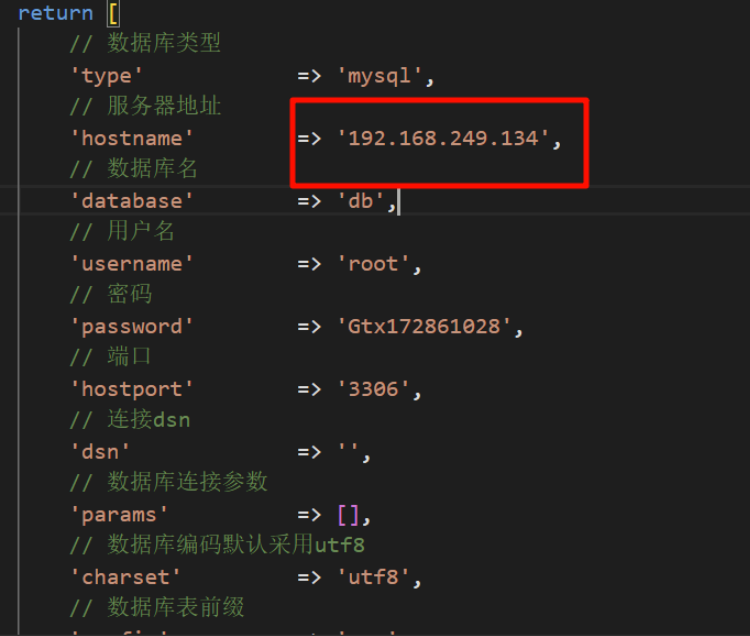 return [
// 数据库类型
'type' => 'mysql',
// 服务器地址
'hostname' => '192.168.249.134',
// 数据库名
'database' => 'db',
// 用户名
'username' => 'root',
// 密码
'password' => 'Gtx172861028',
// 端口
'hostport' => '3306',
// 连接dsn
'dsn' => '',
// 数据库连接参数
'params' => [],
// 数据库编码默认采用utf8
'charset' => 'utf8',
// 数据库表前缀